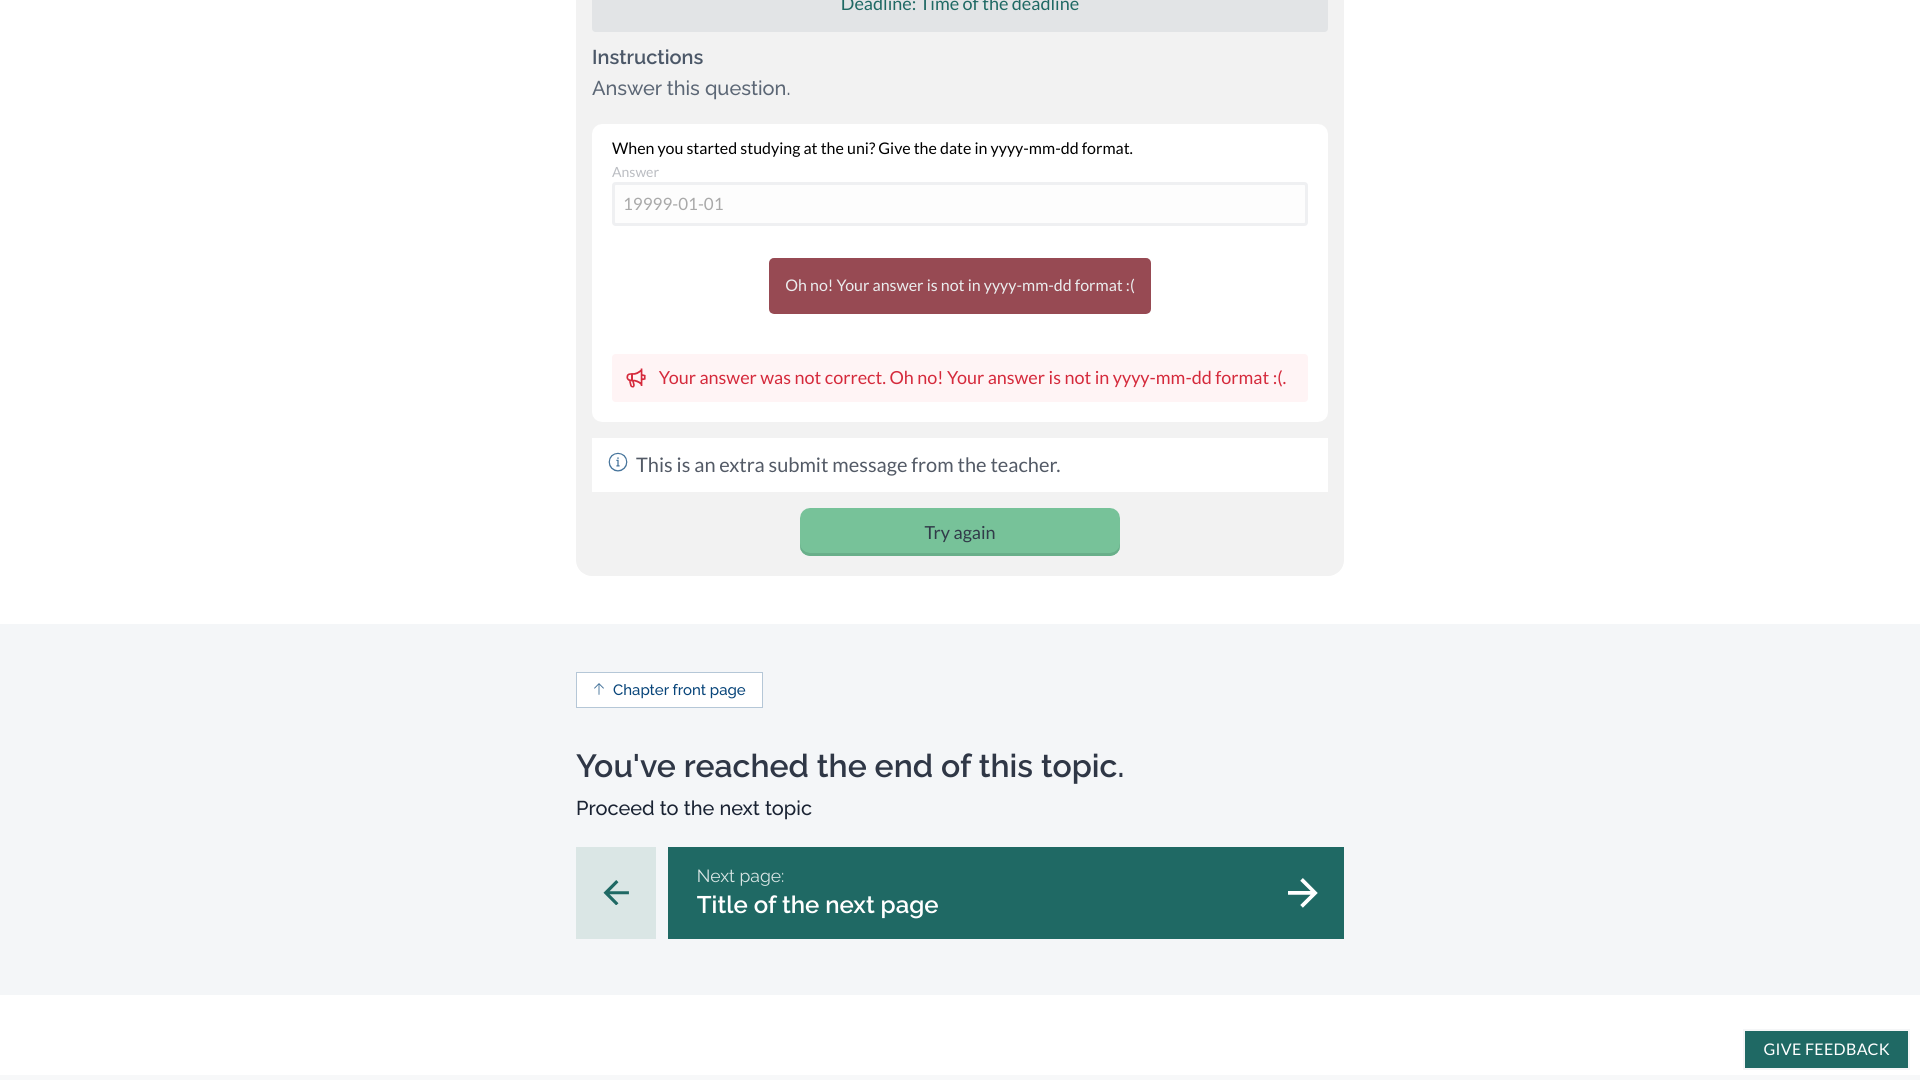 Deadline: Time of the deadline
Instructions
Answer this question.
When you started studying at the uni? Give the date in yyyy-mm-dd format.
Answer
19999-01-01
Oh no! Your answer is not in yyyy-mm-dd format :(
Your answer was not correct. Oh no! Your answer is not in yyyy-mm-dd format :(.
This is an extra submit message from the teacher.
Try again
Chapter front page
You've reached the end of this topic.
Proceed to the next topic
Next page:
Title of the next page
GIVE FEEDBACK